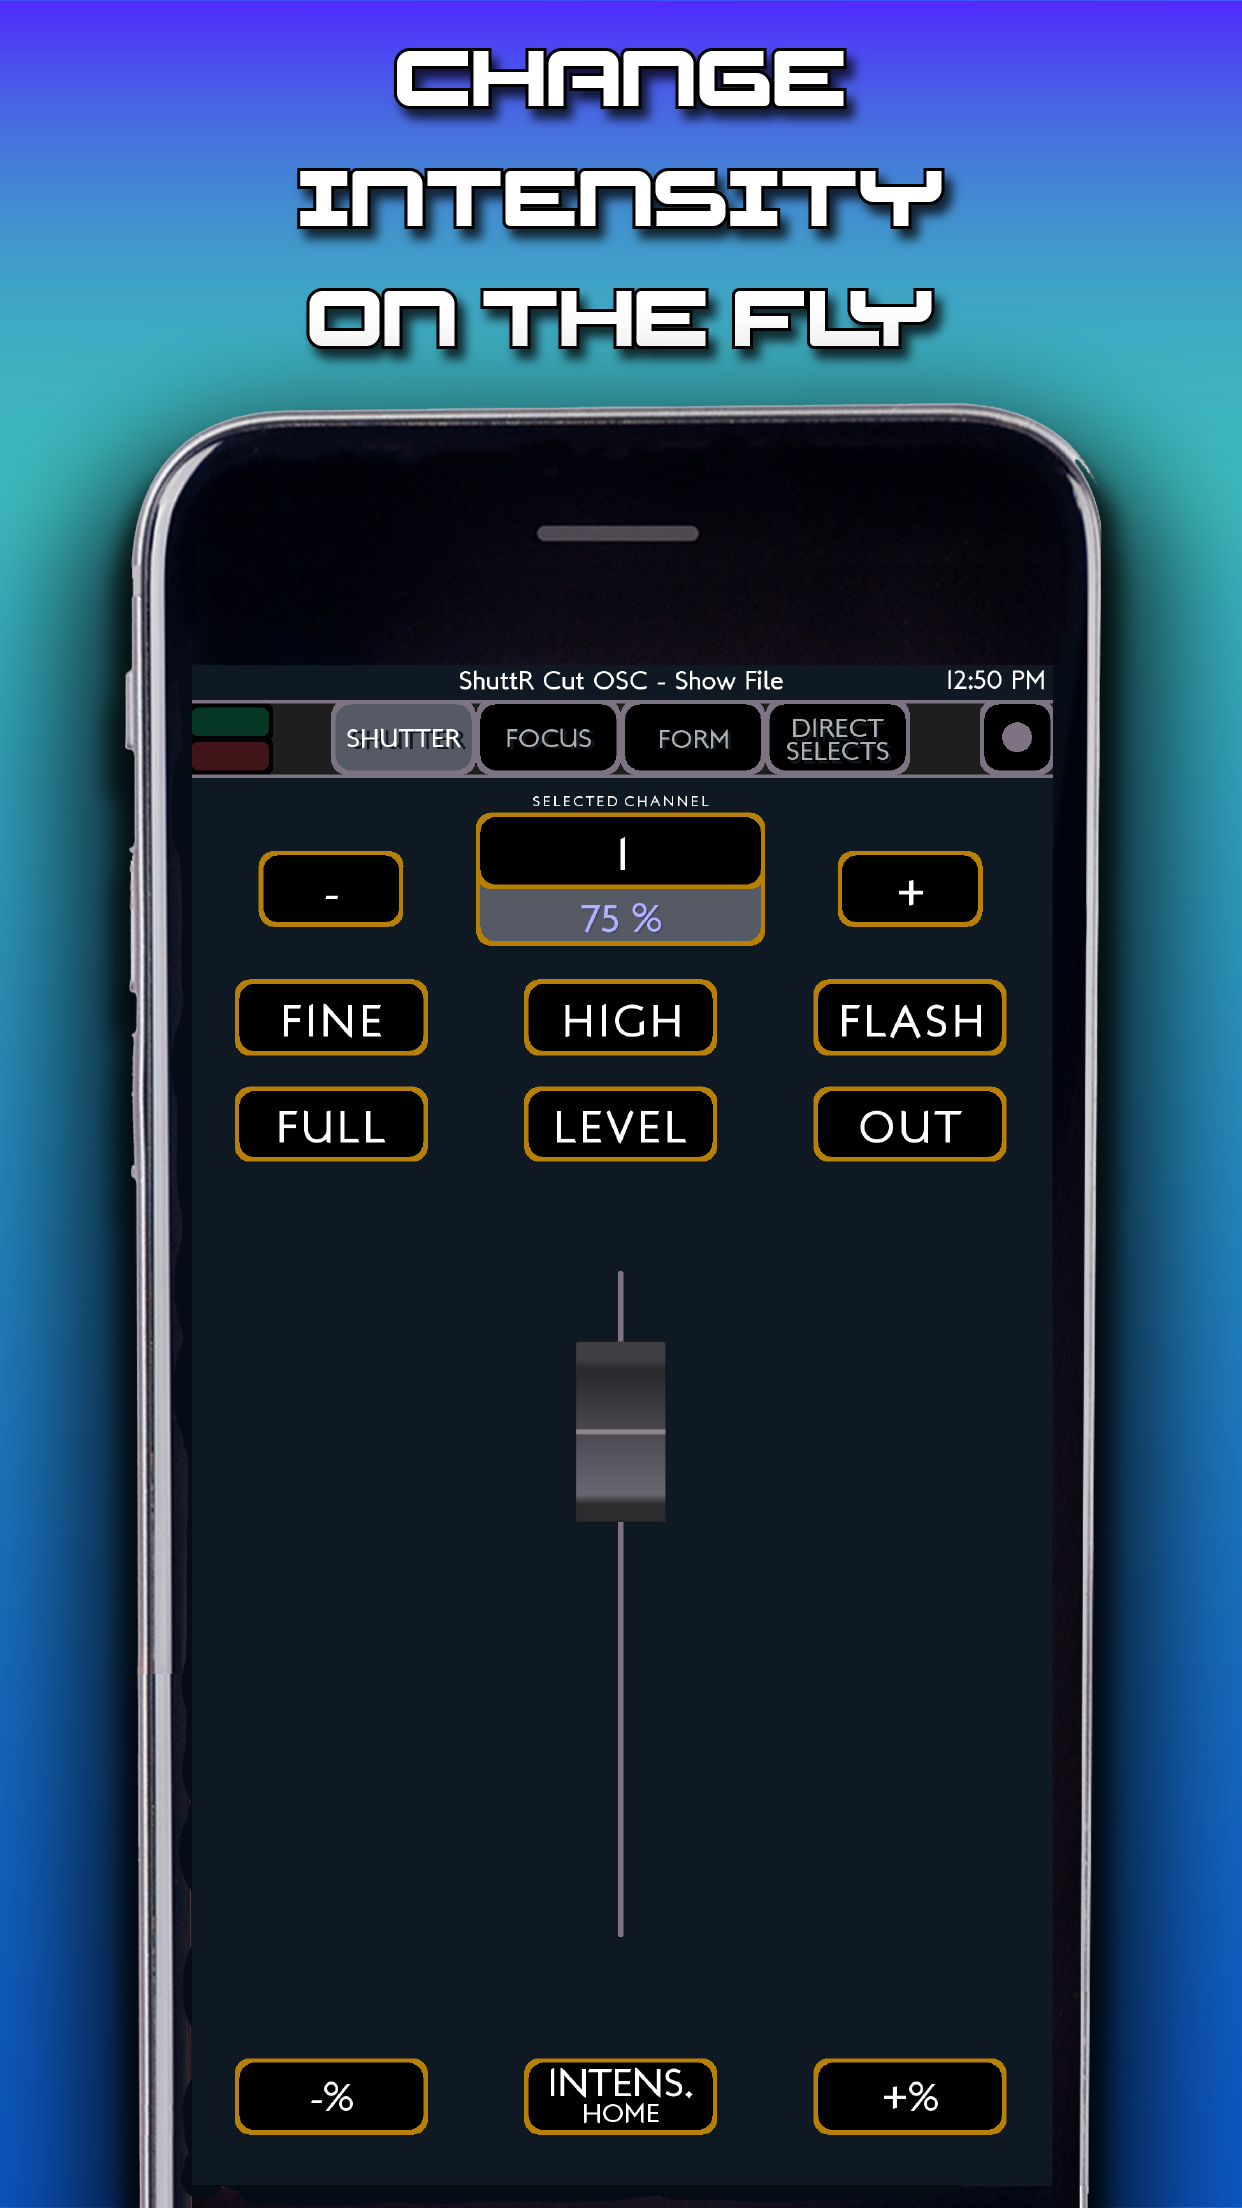 CHANGE
INTENSITY
ON THE FLY
ShuttR Cut OSC - Show File
12:50 PM
SHUTTER
FOCUS
FORM
DIRECT
SELECTS
SELECTED CHANNEL
-
1
+
75 %
FINE
HIGH
FLASH
FULL
LEVEL
OUT
-%
INTENS.
HOME
+%